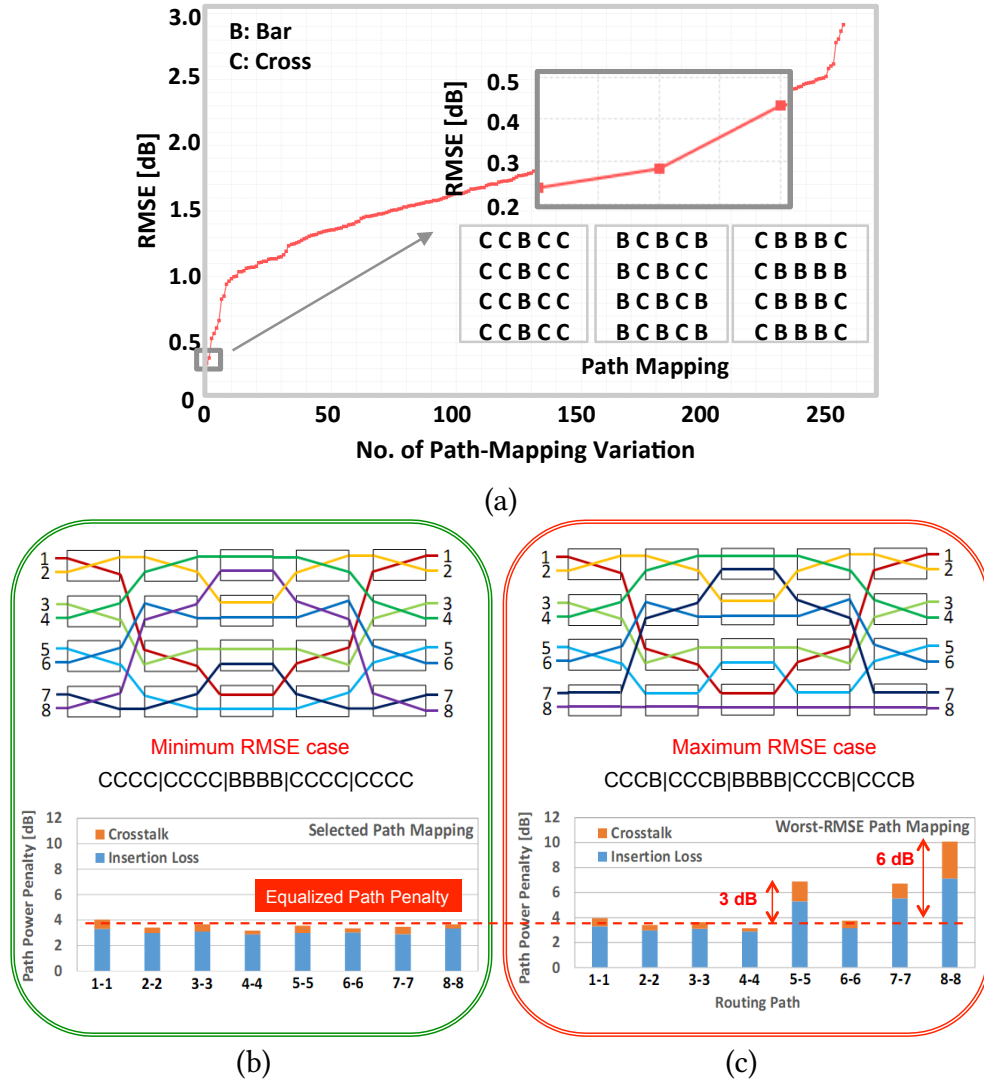 3.0
B: Bar
C: Cross
2.5
2.0
1.5
1.0
0.5
0
RMSE [dB]
0.5
0.4
0.3
0.2
RMSE [dB]
C C B C C
C C B C C
C C B C C
C C B C C
B C B C B
B C B C C
B C B C B
B C B C B
C B B B C
C B B B B
C B B B C
C B B B C
Path Mapping
0 50 100 150 200 250
No. of Path-Mapping Variation
(a)
1 1
2 2
3 3
4 4
5 5
6 6
7 7
8 8
Minimum RMSE case
CCCC|CCCC|BBBB|CCCC|CCCC
Path Power Penalty [dB]
12
10
8
6
4
2
0
Crosstalk
Insertion Loss
Selected Path Mapping
Equalized Path Penalty
1-1 2-2 3-3 4-4 5-5 6-6 7-7 8-8
(b)
1 1
2 2
3 3
4 4
5 5
6 6
7 7
8 8
Maximum RMSE case
CCCB|CCCB|BBBB|CCCB|CCCB
Path Power Penalty [dB]
12
10
8
6
4
2
0
Crosstalk
Insertion Loss
Worst-RMSE Path Mapping
6 dB
3 dB
1-1 2-2 3-3 4-4 5-5 6-6 7-7 8-8
Routing Path
(c)